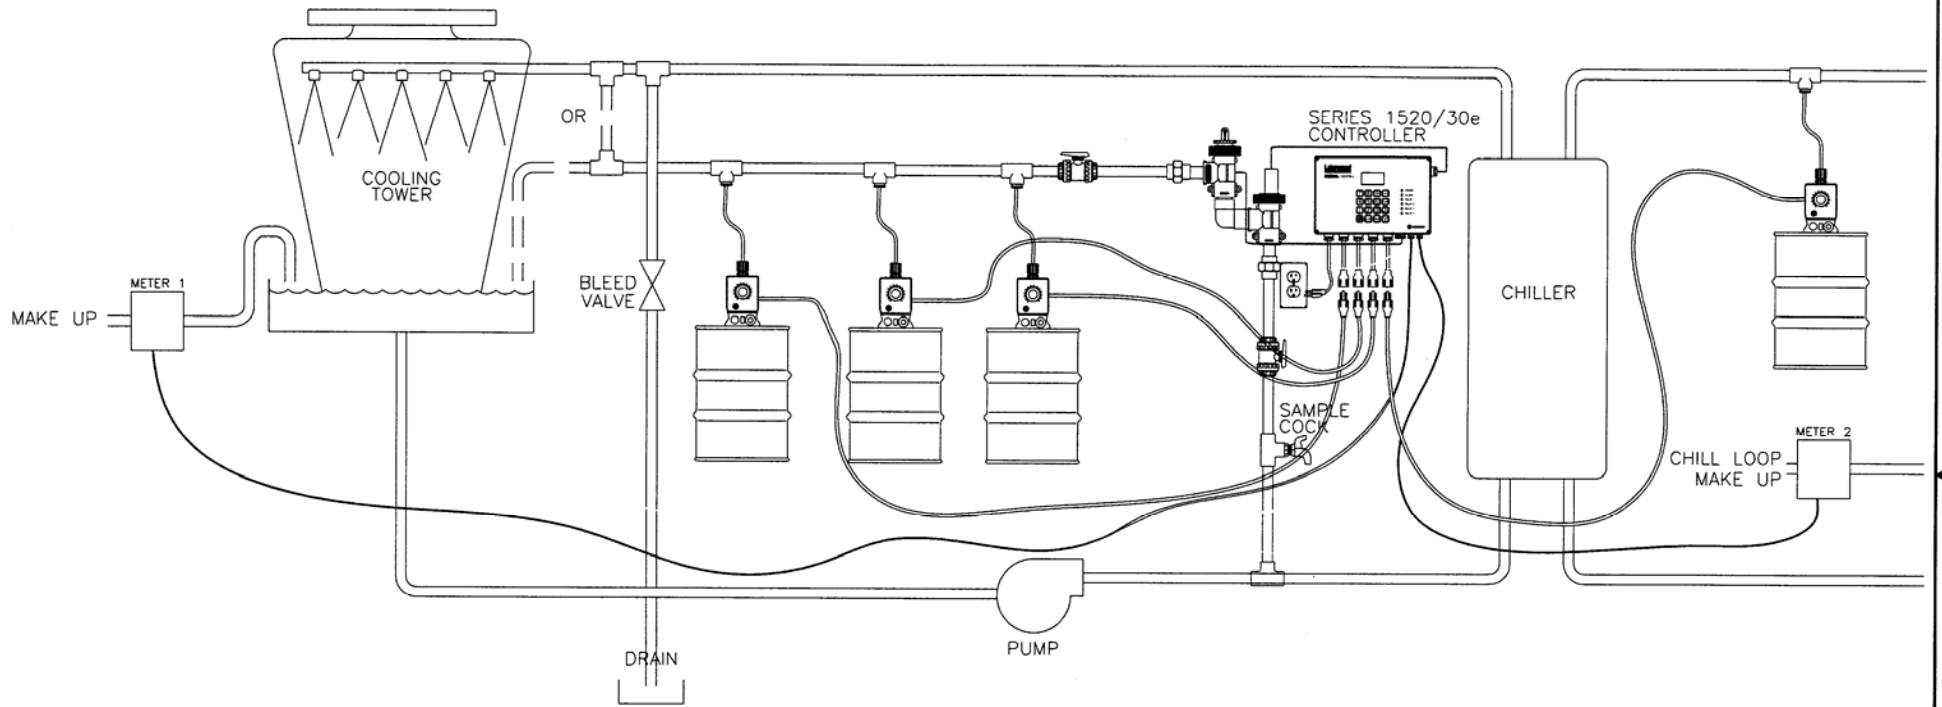 OR
SERIES 1520/30e
CONTROLLER
COOLING
TOWER
METER 1
MAKE UP
BLEED
VALVE
CHILLER
SAMPLE
COCK
METER 2
CHILL LOOP
MAKE UP
PUMP
DRAIN